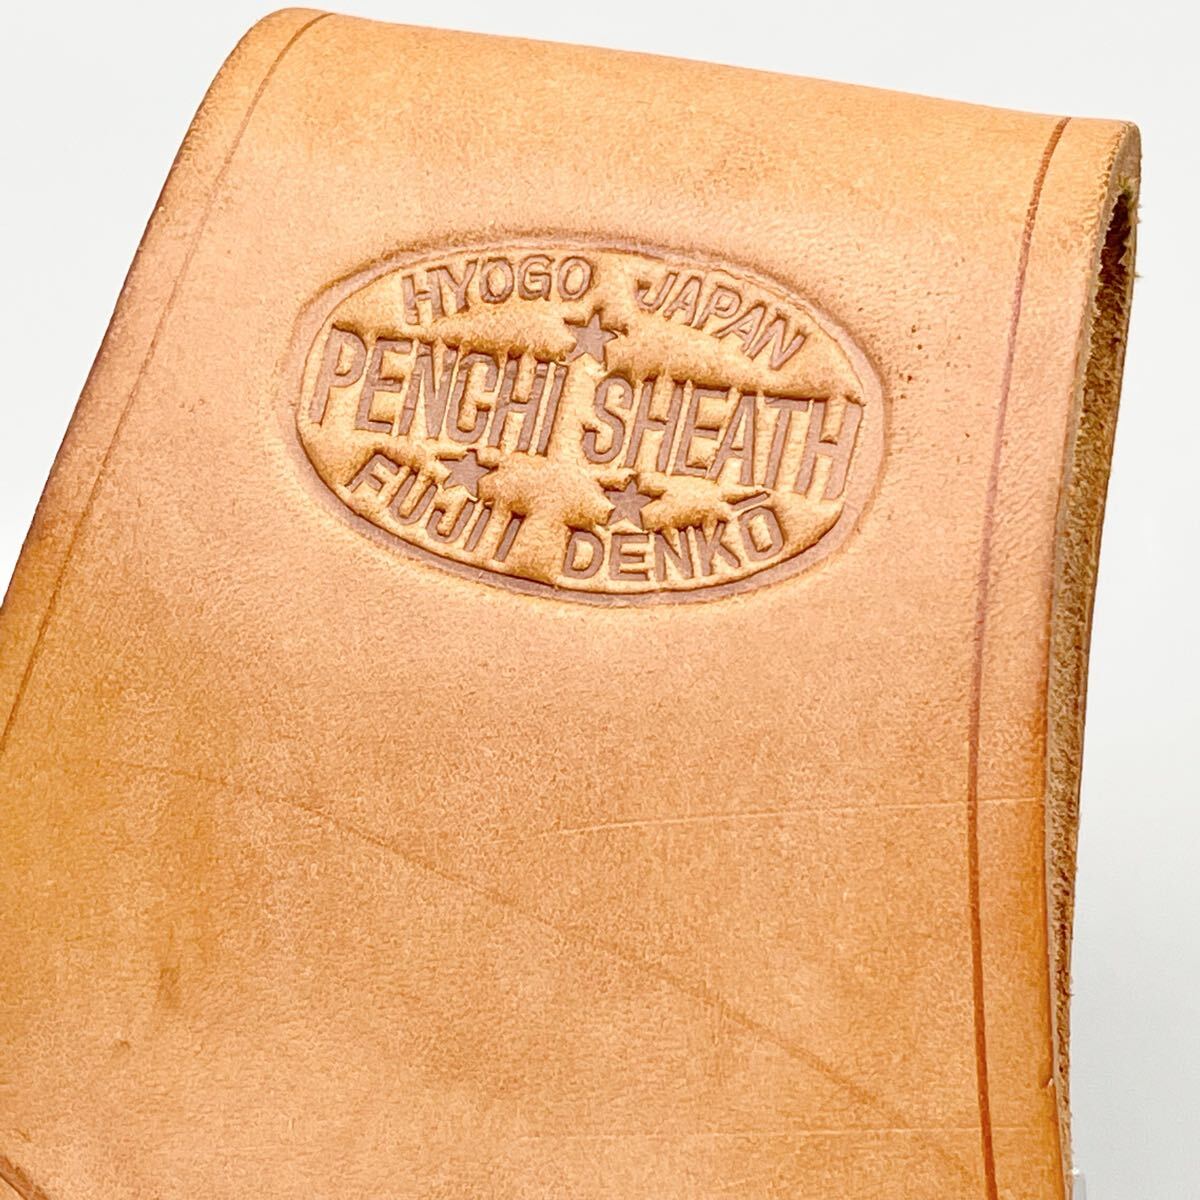 HYOGO JAPAN
PENCHI SHEATH
FUJII DENKŌ